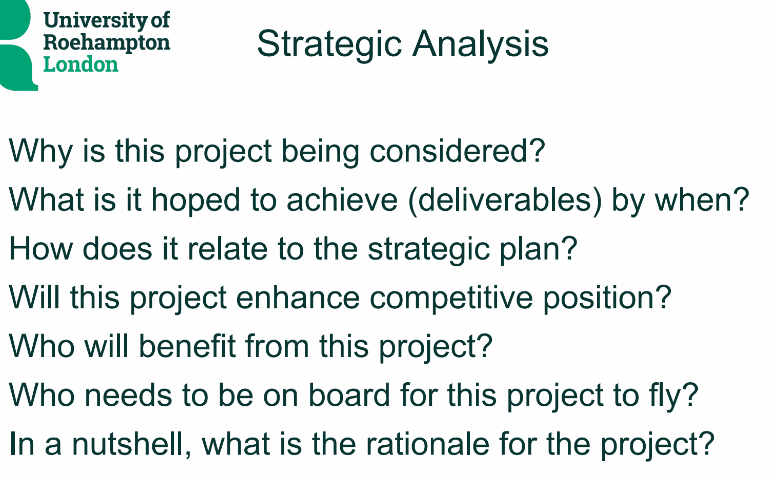 University of
Roehampton
London
Strategic Analysis
Why is this project being considered?
What is it hoped to achieve (deliverables) by when?
How does it relate to the strategic plan?
Will this project enhance competitive position?
Who will benefit from this project?
Who needs to be on board for this project to fly?
In a nutshell, what is the rationale for the project?